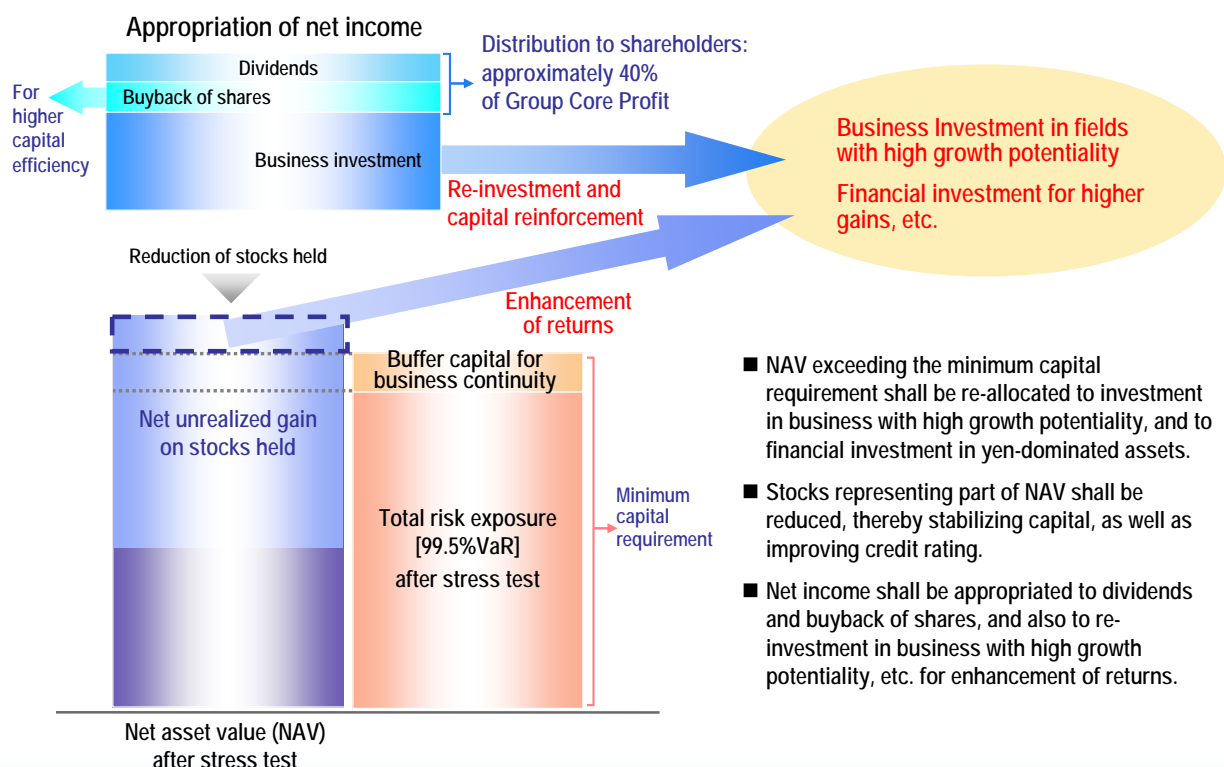 Appropriation of net income
Dividends
Buyback of shares
Business investment
For
higher
capital
efficiency
Distribution to shareholders:
approximately 40%
of Group Core Profit
Re-investment and
capital reinforcement
Business Investment in fields
with high growth potentiality
Financial investment for higher
gains, etc.
Reduction of stocks held
Enhancement
of returns
Buffer capital for
business continuity
Net unrealized gain
on stocks held
Total risk exposure
[99.5%VaR]
after stress test
Minimum
capital
requirement
Net asset value (NAV)
after stress test
■ NAV exceeding the minimum capital
requirement shall be re-allocated to investment
in business with high growth potentiality, and to
financial investment in yen-dominated assets.
■ Stocks representing part of NAV shall be
reduced, thereby stabilizing capital, as well as
improving credit rating.
■ Net income shall be appropriated to dividends
and buyback of shares, and also to re-
investment in business with high growth
potentiality, etc. for enhancement of returns.